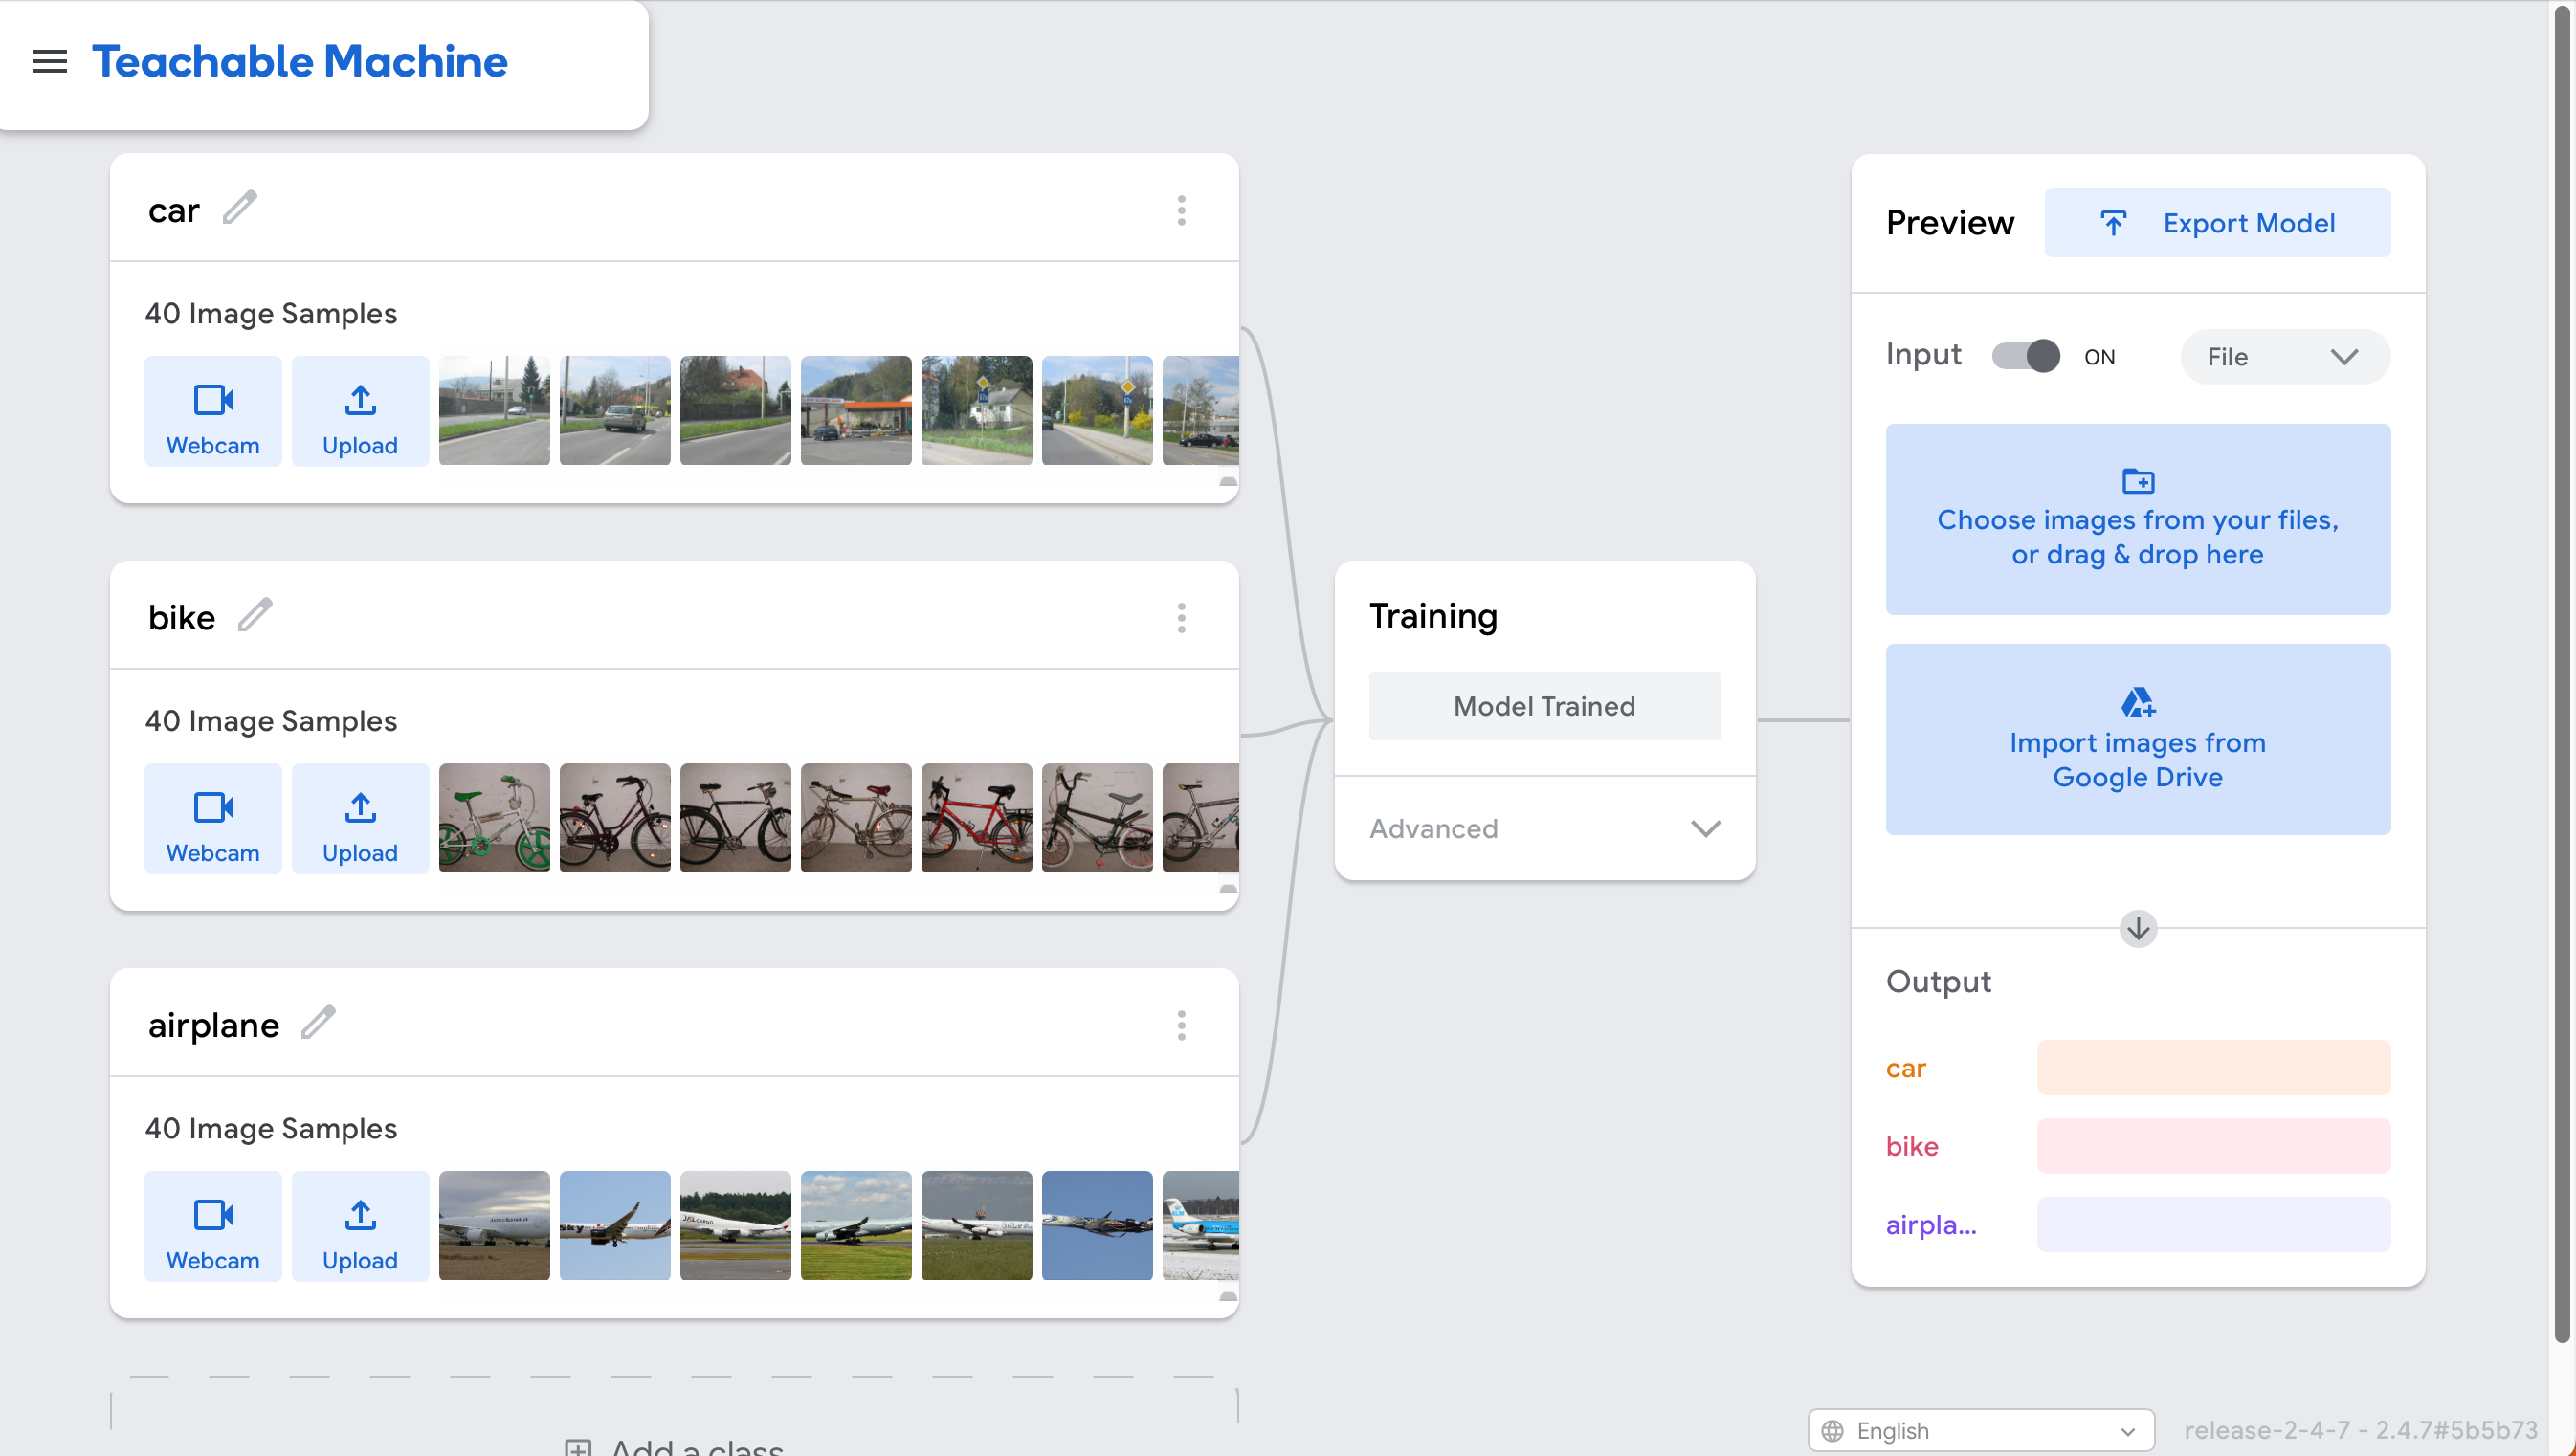 Teachable Machine
car
40 Image Samples
Webcam
Upload
bike
40 Image Samples
Webcam
Upload
airplane
40 Image Samples
Webcam
Upload
Add a class
Training
Model Trained
Advanced
Preview
Export Model
Input
ON
File
Choose images from your files,
or drag & drop here
Import images from
Google Drive
Output
car
bike
airpla...
English
release-2-4-7 - 2.4.7#5b5b73